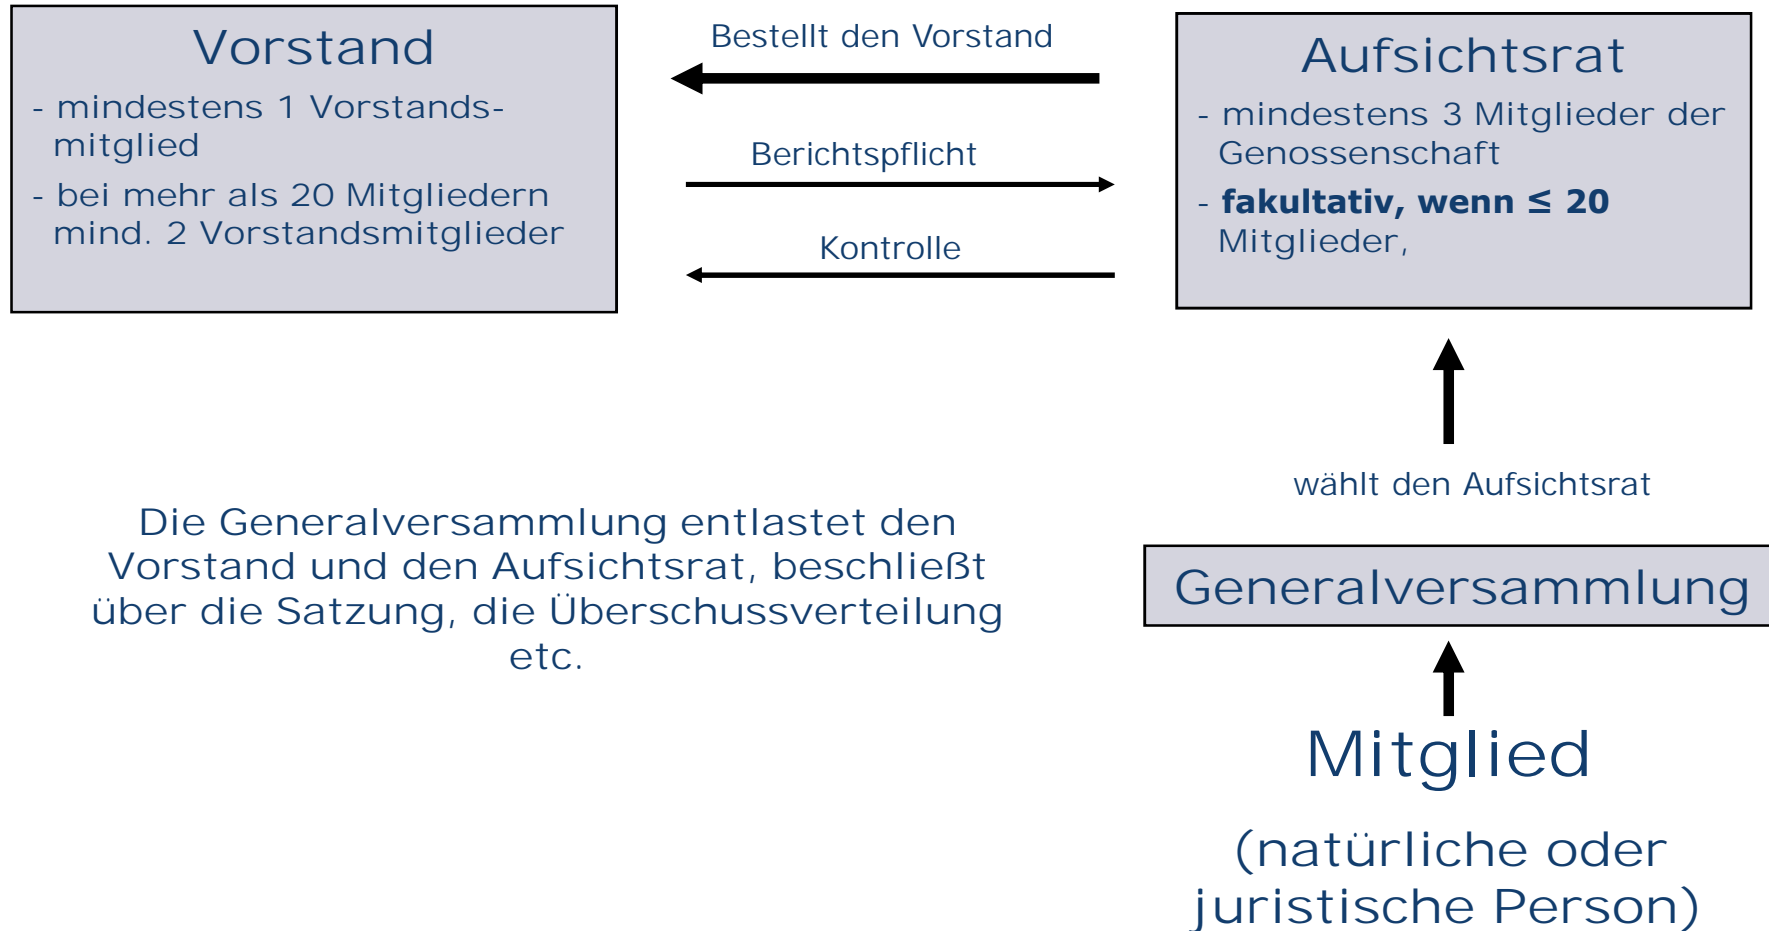 Vorstand
- mindestens 1 Vorstands-
mitglied
- bei mehr als 20 Mitgliedern
mind. 2 Vorstandsmitglieder
Bestellt den Vorstand
Berichtspflicht
Kontrolle
Aufsichtsrat
- mindestens 3 Mitglieder der
Genossenschaft
- fakultativ, wenn ≤ 20
Mitglieder,
wählt den Aufsichtsrat
Die Generalversammlung entlastet den
Vorstand und den Aufsichtsrat, beschließt
über die Satzung, die Überschussverteilung
etc.
Generalversammlung
Mitglied
(natürliche oder
juristische Person)